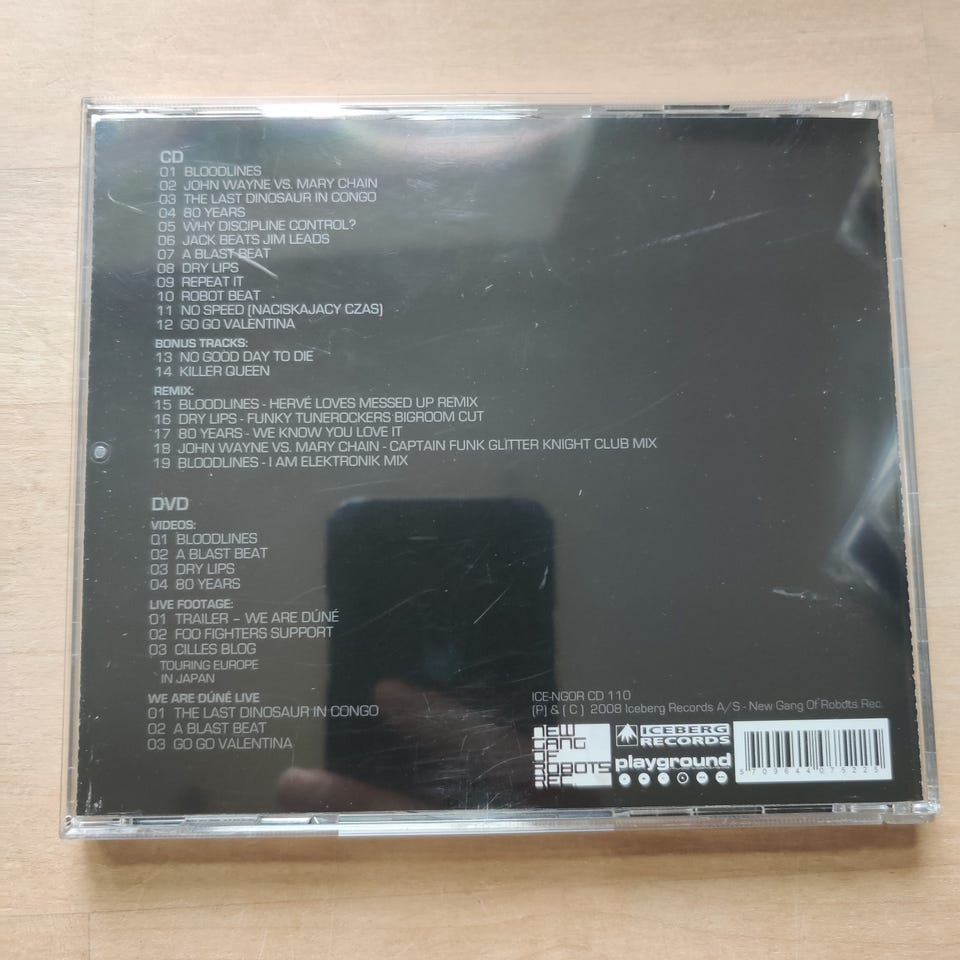 CD
01 BLOODLINES
02 JOHN WAYNE VS. MARY CHAIN
03 THE LAST DINOSAUR IN CONGO
04 80 YEARS
05 WHY DISCIPLINE CONTROL?
06 JACK BEATS JIM LEADS
07 A BLAST BEAT
08 DRY LIPS
09 REPEAT IT
10 ROBOT BEAT
11 NO SPEED (NACISKAJACY CZAS)
12 GO GO VALENTINA
BONUS TRACKS:
13 NO GOOD DAY TO DIE
14 KILLER QUEEN
REMIX:
15 BLOODLINES - HERVÉ LOVES MESSED UP REMIX
16 DRY LIPS - FUNKY TUNEROCKERS BIGROOM CUT
17 80 YEARS - WE KNOW YOU LOVE IT
18 JOHN WAYNE VS. MARY CHAIN - CAPTAIN FUNK GLITTER KNIGHT CLUB MIX
19 BLOODLINES - I AM ELEKTRONIK MIX
DVD
VIDEOS:
01 BLOODLINES
02 A BLAST BEAT
03 DRY LIPS
04 80 YEARS
LIVE FOOTAGE:
01 TRAILER – WE ARE DÚNÉ
02 FOO FIGHTERS SUPPORT
03 CILLES BLOG
TOURING EUROPE
IN JAPAN
WE ARE DÚNÉ LIVE
01 THE LAST DINOSAUR IN CONGO
02 A BLAST BEAT
03 GO GO VALENTINA
ICE-NGOR CD 110
(P) & ( C ) 2008 Iceberg Records A/S - New Gang Of Robots Rec.
NEW
GANG
OF
ROBOTS
REC.
ICEBERG
RECORDS
playground
5 709644 075225